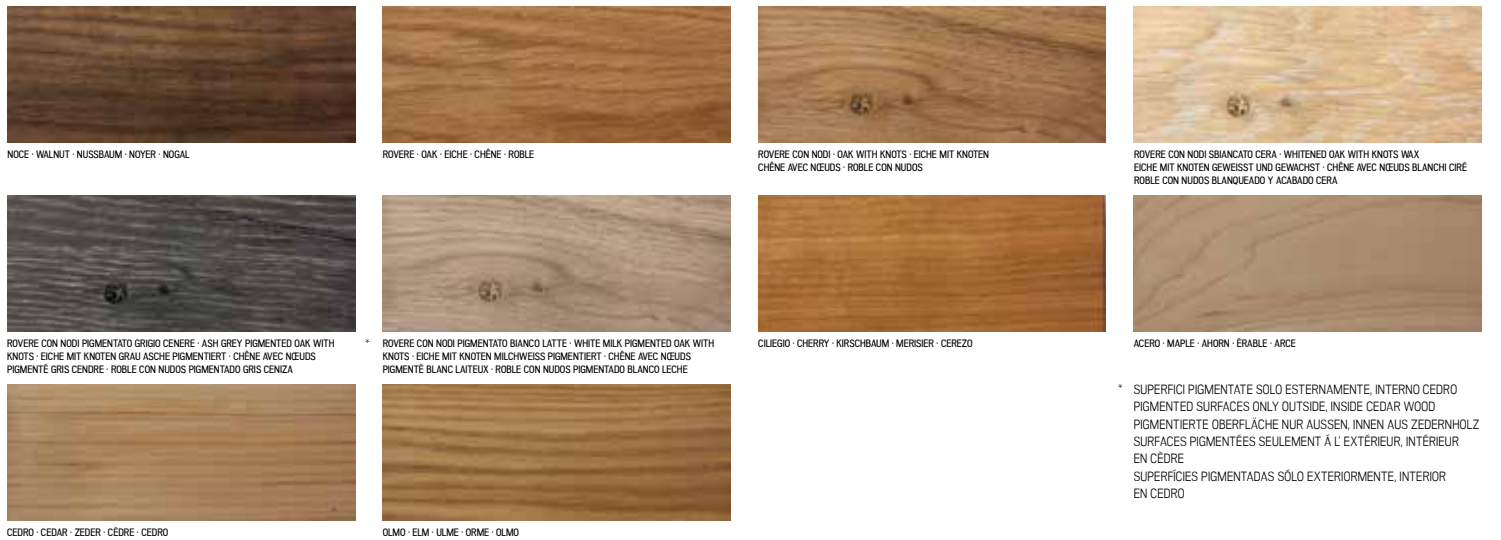 NOCE · WALNUT · NUSSBAUM · NOYER · NOGAL
ROVERE · OAK · EICHE · CHÊNE · ROBLE
ROVERE CON NODI · OAK WITH KNOTS · EICHE MIT KNOTEN
CHÊNE AVEC NŒUDS · ROBLE CON NUDOS
ROVERE CON NODI SBIANCATO CERA · WHITENED OAK WITH KNOTS WAX
EICHE MIT KNOTEN GEWEISST UND GEWACHST · CHÊNE AVEC NŒUDS BLANCHI CIRÉ
ROBLE CON NUDOS BLANQUEADO Y ACABADO CERA
ROVERE CON NODI PIGMENTATO GRIGIO CENERE · ASH GREY PIGMENTED OAK WITH
KNOTS · EICHE MIT KNOTEN GRAU ASCHE PIGMENTIERT · CHÊNE AVEC NŒUDS
PIGMENTÉ GRIS CENDRE · ROBLE CON NUDOS PIGMENTADO GRIS CENIZA
* ROVERE CON NODI PIGMENTATO BIANCO LATTE · WHITE MILK PIGMENTED OAK WITH
KNOTS · EICHE MIT KNOTEN MILCHWEISS PIGMENTIERT · CHÊNE AVEC NŒUDS
PIGMENTÉ BLANC LAITEUX · ROBLE CON NUDOS PIGMENTADO BLANCO LECHE
CILIEGIO · CHERRY · KIRSCHBAUM · MERISIER · CEREZO
ACERO · MAPLE · AHORN · ÉRABLE · ARCE
CEDRO · CEDAR · ZEDER · CÈDRE · CEDRO
OLMO · ELM · ULME · ORME · OLMO
* SUPERFICI PIGMENTATE SOLO ESTERNAMENTE, INTERNO CEDRO
PIGMENTED SURFACES ONLY OUTSIDE, INSIDE CEDAR WOOD
PIGMENTIERTE OBERFLÄCHE NUR AUSSEN, INNEN AUS ZEDERNHOLZ
SURFACES PIGMENTÉES SEULEMENT Á L' EXTÉRIEUR, INTÉRIEUR
EN CÈDRE
SUPERFÍCIES PIGMENTADAS SÓLO EXTERIORMENTE, INTERIOR
EN CEDRO